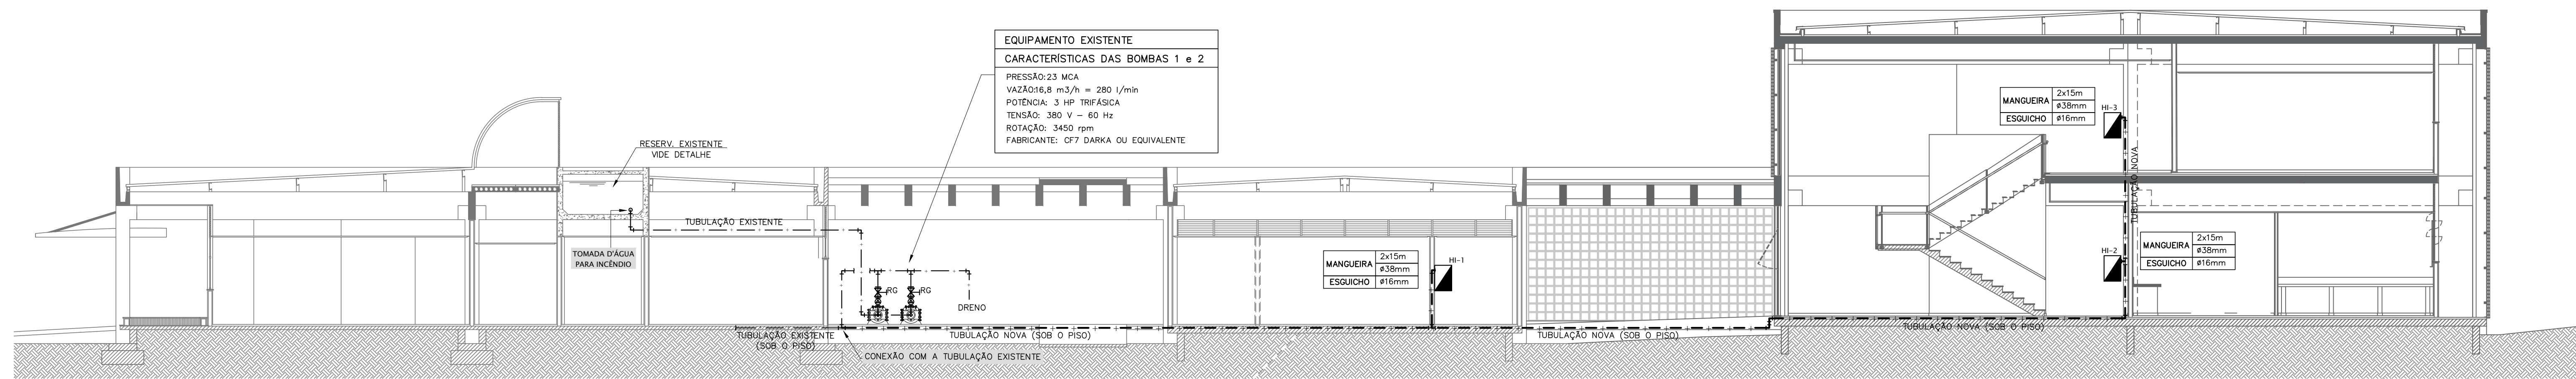 EQUIPAMENTO EXISTENTE
CARACTERÍSTICAS DAS BOMBAS 1 e 2
PRESSÃO:23 MCA
VAZÃO:16,8 m3/h = 280 l/min
POTÊNCIA: 3 HP TRIFÁSICA
TENSÃO: 380 V – 60 Hz
ROTAÇÃO: 3450 rpm
FABRICANTE: CF7 DARKA OU EQUIVALENTE
RESERV. EXISTENTE
VIDE DETALHE
TUBULAÇÃO EXISTENTE
TOMADA D'ÁGUA
PARA INCÊNDIO
RG
RG
DRENO
TUBULAÇÃO EXISTENTE
(SOB O PISO)
TUBULAÇÃO NOVA (SOB O PISO)
CONEXÃO COM A TUBULAÇÃO EXISTENTE
MANGUEIRA
2x15m
ø38mm
ESGUICHO
ø16mm
HI-1
TUBULAÇÃO NOVA (SOB O PISO)
MANGUEIRA
2x15m
ø38mm
ESGUICHO
ø16mm
HI-3
TUBULAÇÃO NOVA
HI-2
MANGUEIRA
2x15m
ø38mm
ESGUICHO
ø16mm
TUBULAÇÃO NOVA (SOB O PISO)